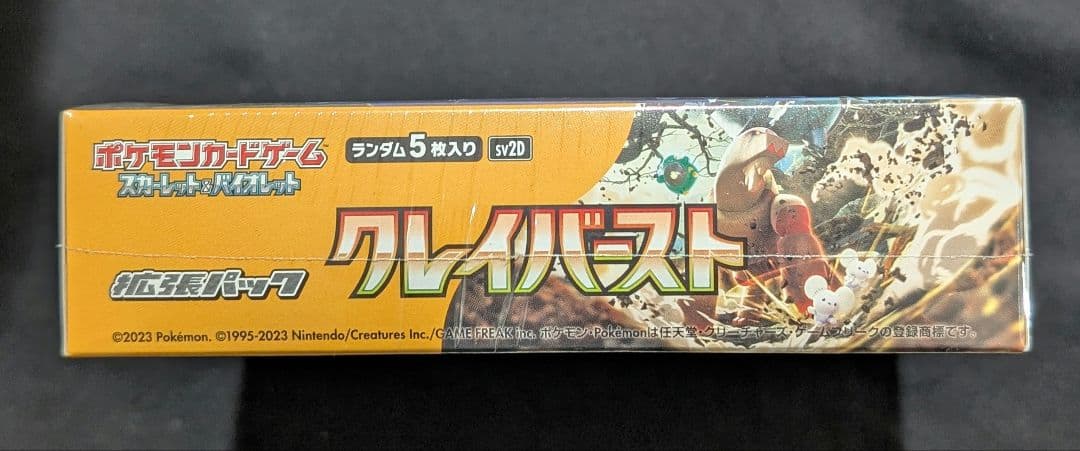 ポケモンカードゲーム
スカーレット&バイオレット
ランダム5枚入り
sv2D
クレイバースト
拡張パック
©2023 Pokémon. ©1995-2023 Nintendo/Creatures Inc./GAME FREAK inc. ポケモン・Pokémonは任天堂・クリーチャーズ・ゲームフリークの登録商標です。